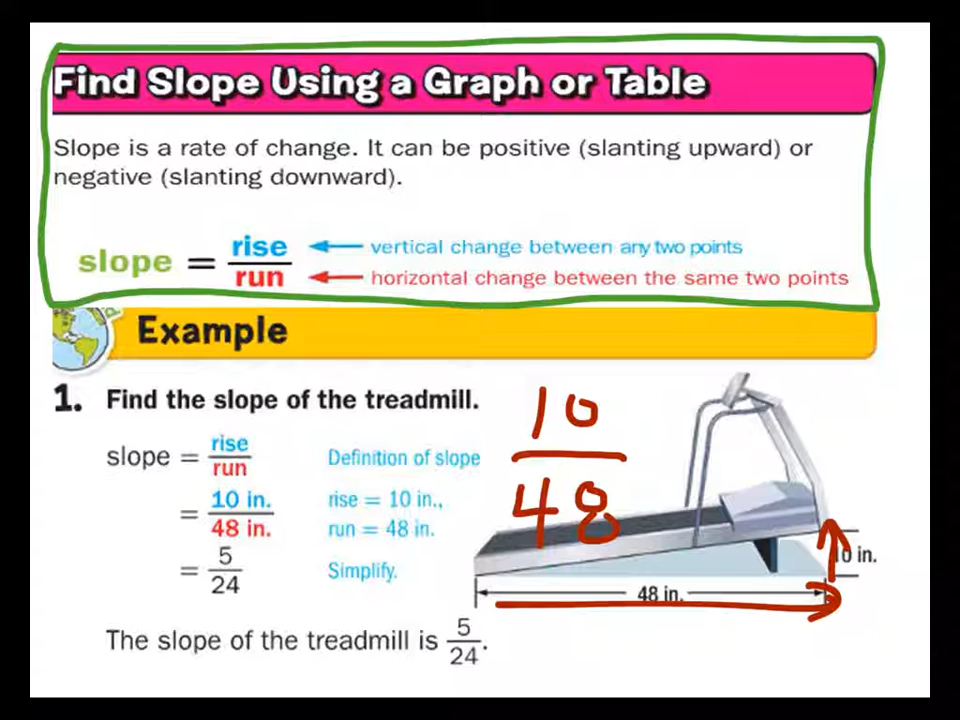 Find Slope Using a Graph or Table
Slope is a rate of change. It can be positive (slanting upward) or
negative (slanting downward).
slope = rise/run
vertical change between any two points
horizontal change between the same two points
Example
1. Find the slope of the treadmill.
slope = rise/run Definition of slope
= 10 in./48 in. rise = 10 in.,
run = 48 in.
= 5/24 Simplify.
The slope of the treadmill is 5/24.
10
48
10 in.
48 in.